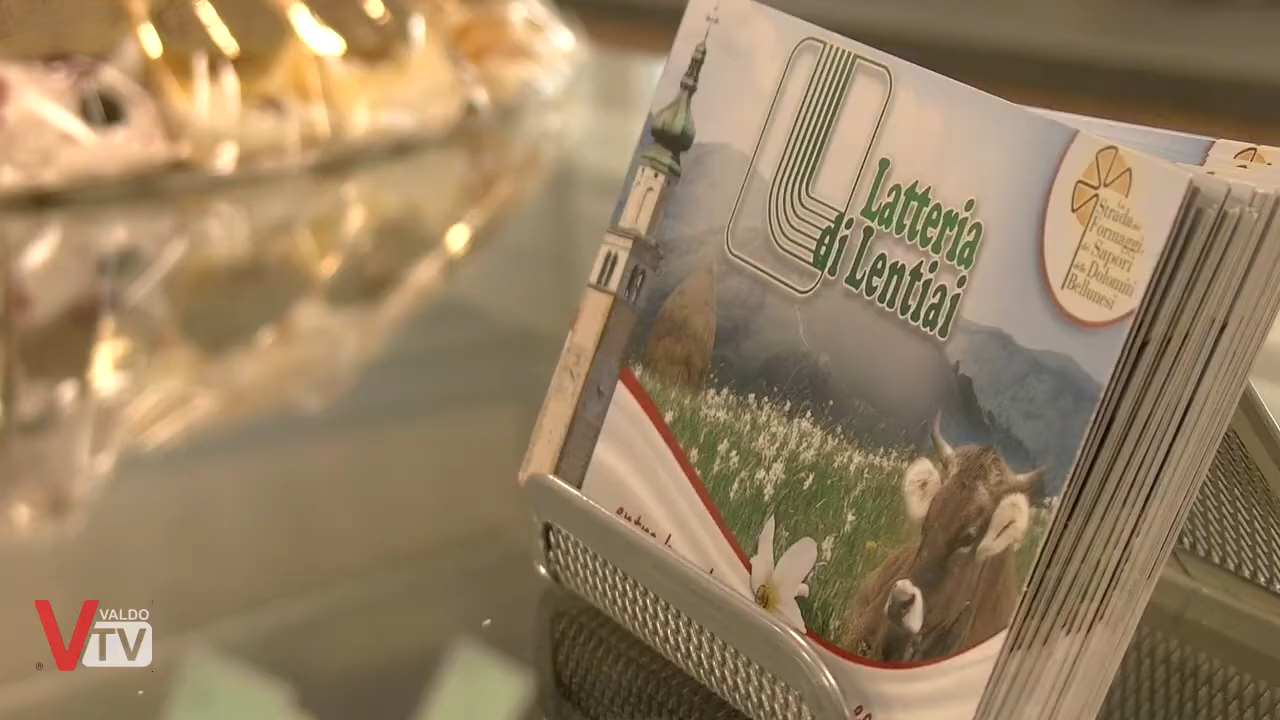 Latteria
di Lentiai
La
Strada dei
Formaggi
dei Sapori
delle Dolomiti
Bellunesi
V VALDO
TV
®